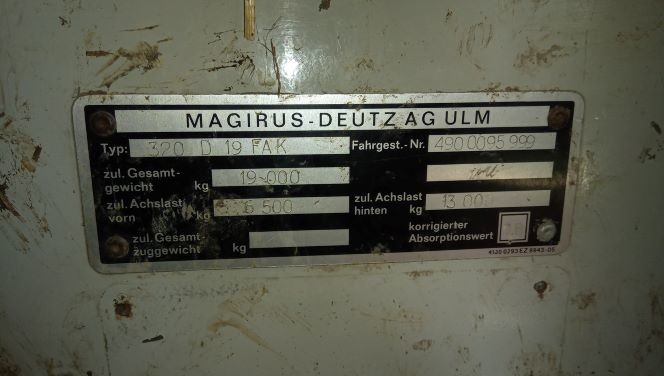 MAGIRUS-DEUTZ AG ULM
Typ: 320 D 19 FAK Fahrgest.-Nr. 490 0095 999
zul. Gesamt-
gewicht kg 19 000
zul. Achslast
vorn kg 6 500
zul. Achslast
hinten kg 13 000
zul. Gesamt-
zuggewicht kg
korrigierter
Absorptionswert